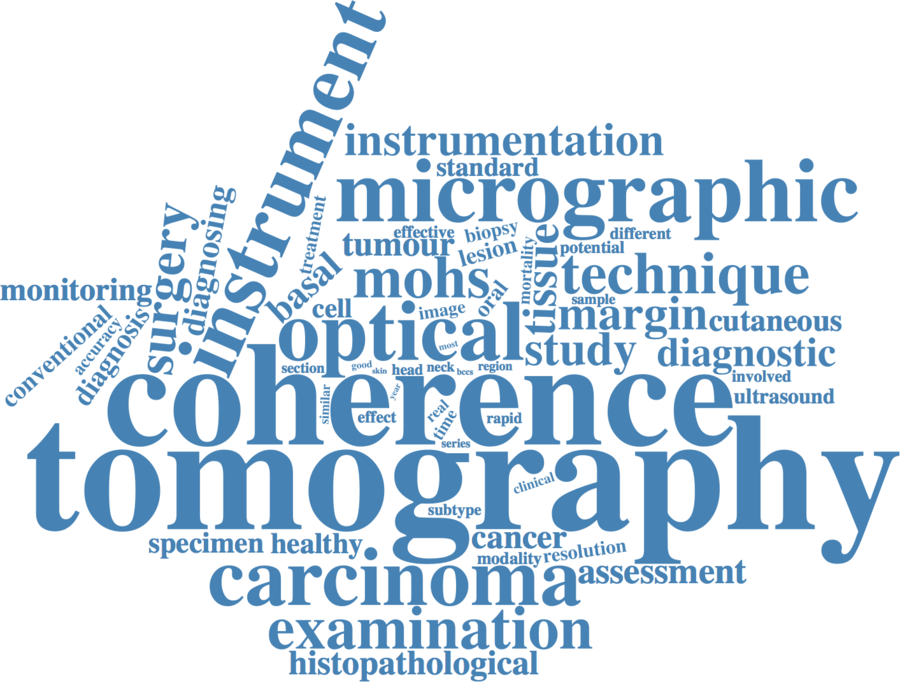 instrument
instrumentation
standard
micrographic
surgery
diagnosing
treatment
effective
biopsy
different
tumour
lesion
tissue
potential
basal
mohs
oral
mortality
technique
monitoring
sample
cell
image
margin
cutaneous
conventional
accuracy
diagnosis
optical
most
study
diagnostic
section
good
skin
head
neck
bccs
region
involved
coherence
similar
year
effect
real
time
rapid
ultrasound
series
tomography
clinical
subtype
specimen
healthy
cancer
modality
resolution
carcinoma
assessment
examination
histopathological